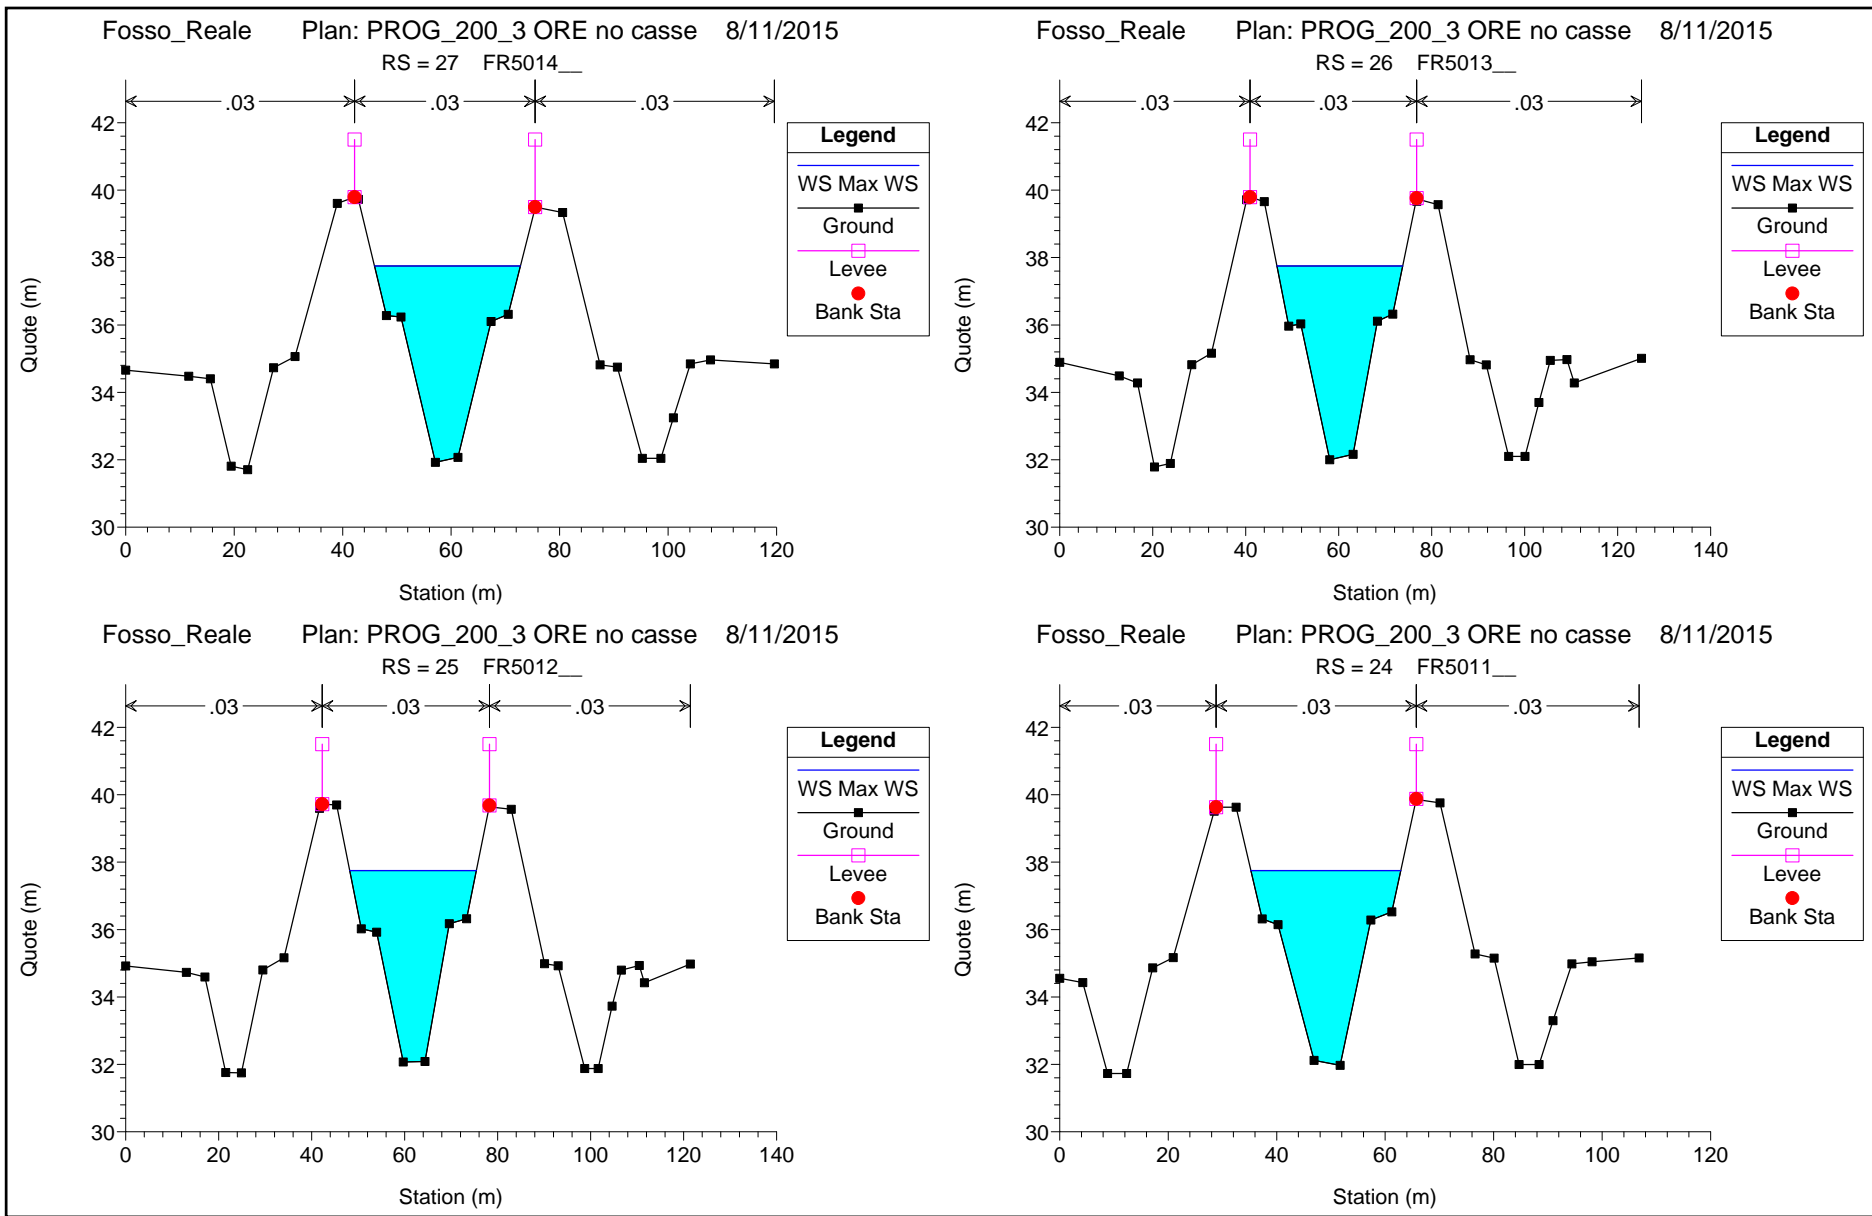 Fosso_Reale Plan: PROG_200_3 ORE no casse 8/11/2015
RS = 27 FR5014__
.03 .03 .03
42
40
38
36
34
32
30
0 20 40 60 80 100 120
Station (m)
Quote (m)
Legend
WS Max WS
Ground
Levee
Bank Sta
Fosso_Reale Plan: PROG_200_3 ORE no casse 8/11/2015
RS = 26 FR5013__
.03 .03 .03
42
40
38
36
34
32
30
0 20 40 60 80 100 120 140
Station (m)
Quote (m)
Legend
WS Max WS
Ground
Levee
Bank Sta
Fosso_Reale Plan: PROG_200_3 ORE no casse 8/11/2015
RS = 25 FR5012__
.03 .03 .03
42
40
38
36
34
32
30
0 20 40 60 80 100 120 140
Station (m)
Quote (m)
Legend
WS Max WS
Ground
Levee
Bank Sta
Fosso_Reale Plan: PROG_200_3 ORE no casse 8/11/2015
RS = 24 FR5011__
.03 .03 .03
42
40
38
36
34
32
30
0 20 40 60 80 100 120
Station (m)
Quote (m)
Legend
WS Max WS
Ground
Levee
Bank Sta